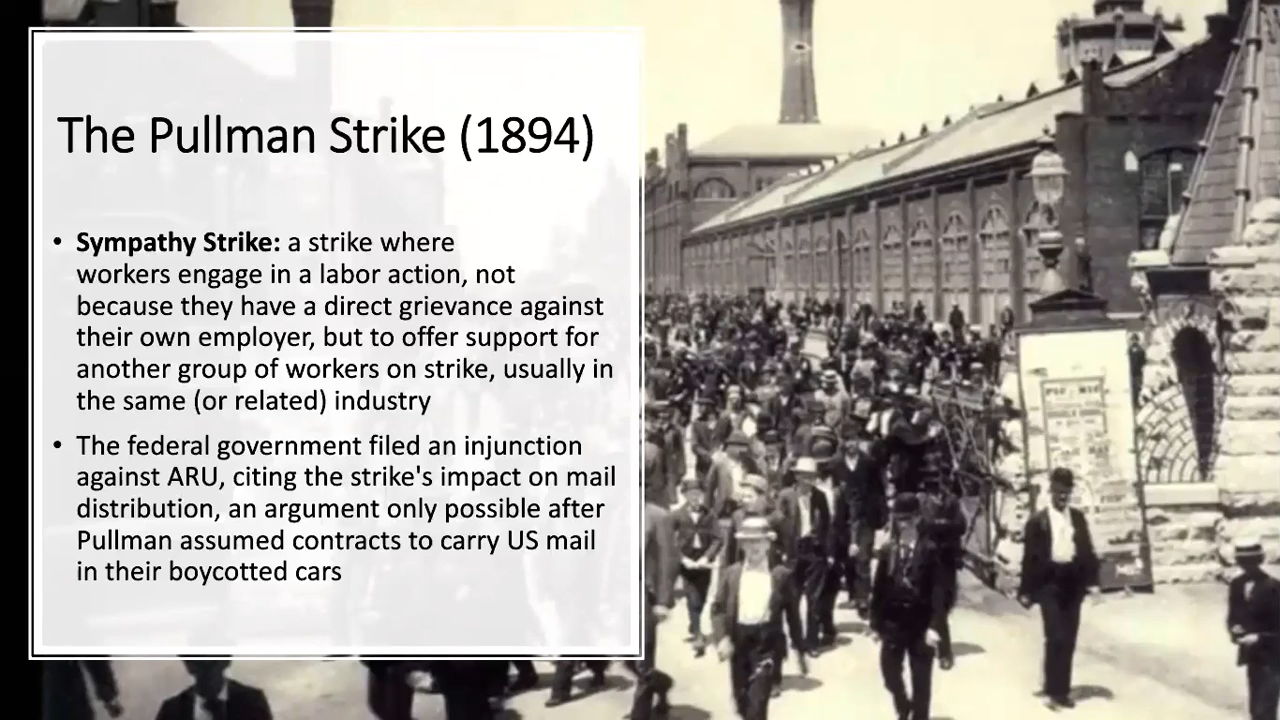 The Pullman Strike (1894)
• Sympathy Strike: a strike where
workers engage in a labor action, not
because they have a direct grievance against
their own employer, but to offer support for
another group of workers on strike, usually in
the same (or related) industry
• The federal government filed an injunction
against ARU, citing the strike's impact on mail
distribution, an argument only possible after
Pullman assumed contracts to carry US mail
in their boycotted cars